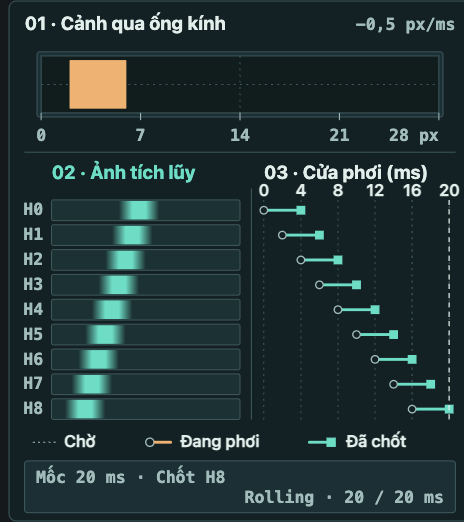 01 · Cảnh qua ống kính −0,5 px/ms
0 7 14 21 28 px
02 · Ảnh tích lũy 03 · Cửa phơi (ms)
0 4 8 12 16 20
H0
H1
H2
H3
H4
H5
H6
H7
H8
Chờ Đang phơi Đã chốt
Mốc 20 ms · Chốt H8
Rolling · 20 / 20 ms